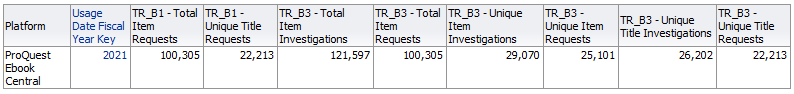 Platform
Usage
Date Fiscal
Year Key
TR_B1 - Total
Item
Requests
TR_B1 -
Unique Title
Requests
TR_B3 - Total
Item
Investigations
TR_B3 - Total
Item
Requests
TR_B3 - Unique
Item
Investigations
TR_B3 -
Unique Item
Requests
TR_B3 - Unique
Title Investigations
TR_B3 -
Unique Title
Requests
ProQuest
Ebook
Central
2021
100,305
22,213
121,597
100,305
29,070
25,101
26,202
22,213